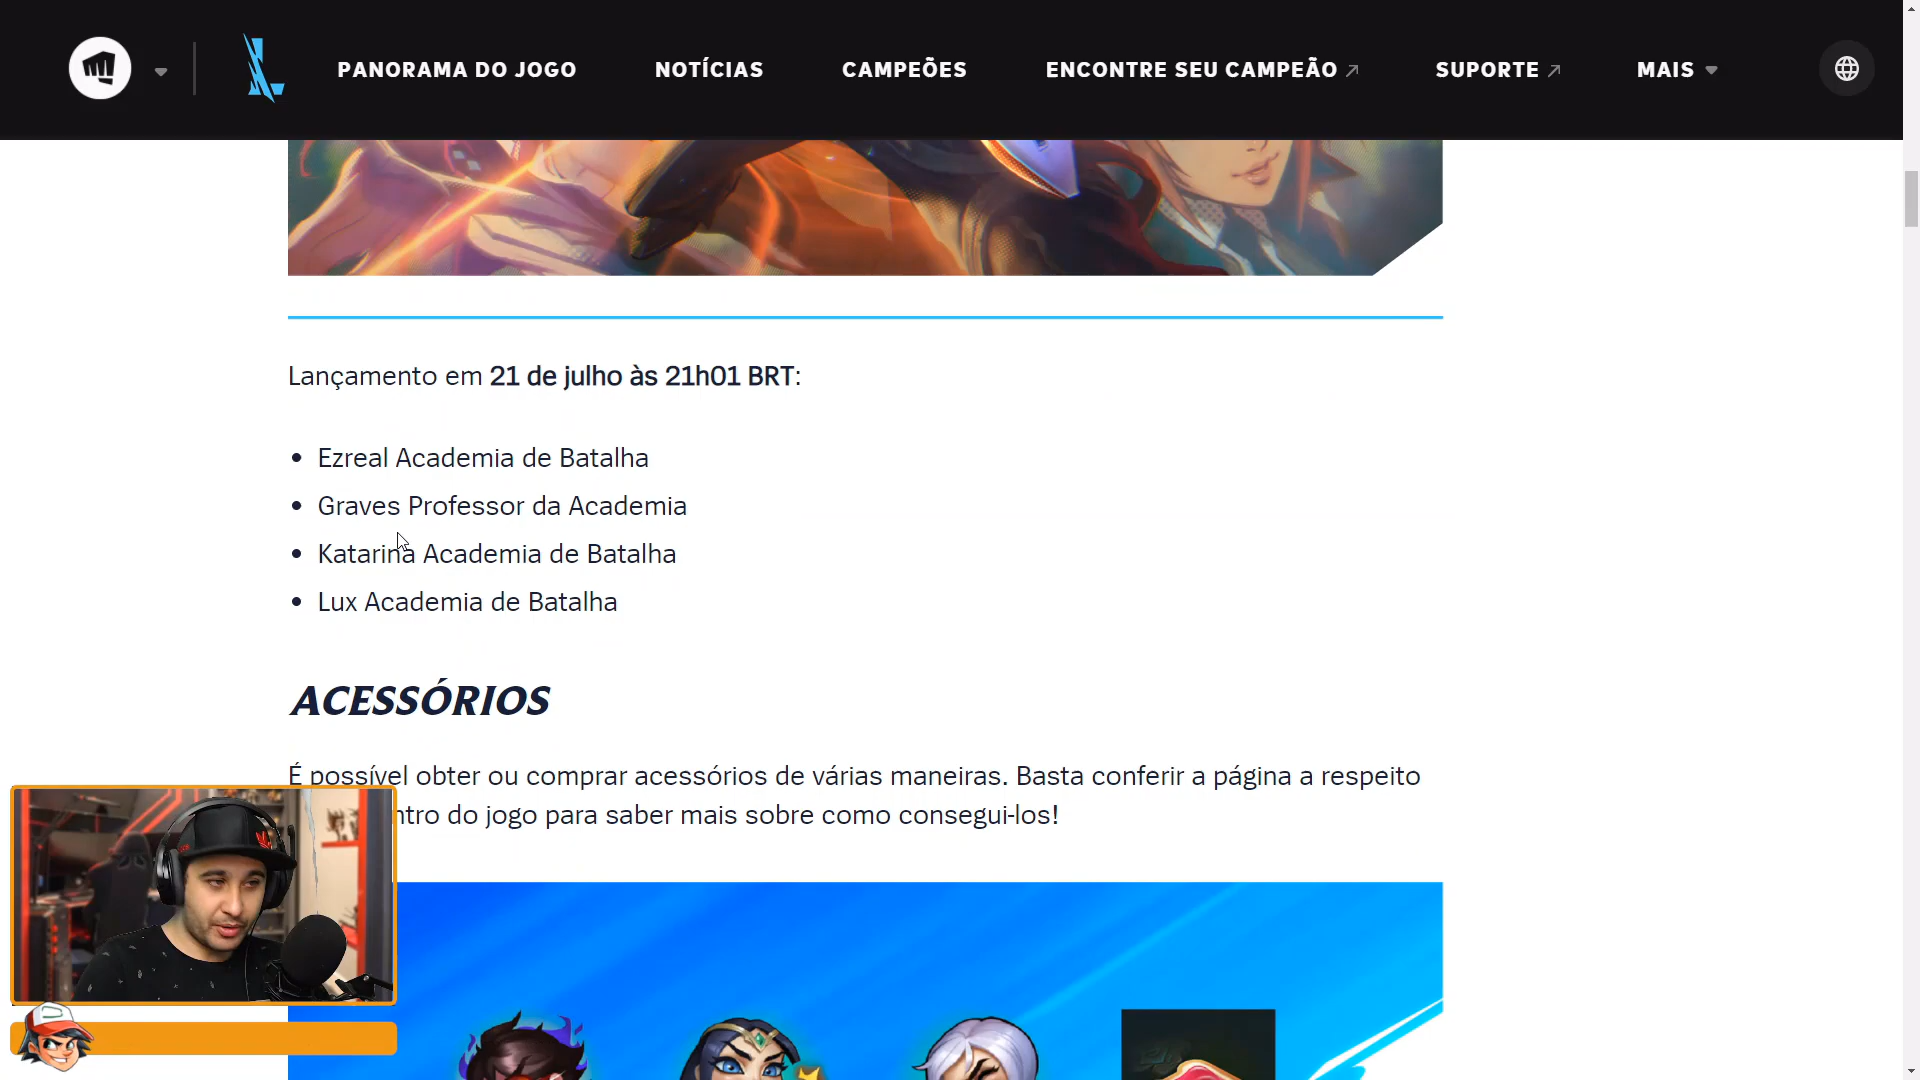 PANORAMA DO JOGO NOTÍCIAS CAMPEÕES ENCONTRE SEU CAMPEÃO SUPORTE MAIS
Lançamento em 21 de julho às 21h01 BRT:
Ezreal Academia de Batalha
Graves Professor da Academia
Katarina Academia de Batalha
Lux Academia de Batalha
ACESSÓRIOS
É possível obter ou comprar acessórios de várias maneiras. Basta conferir a página a respeito
do jogo para saber mais sobre como consegui-los!